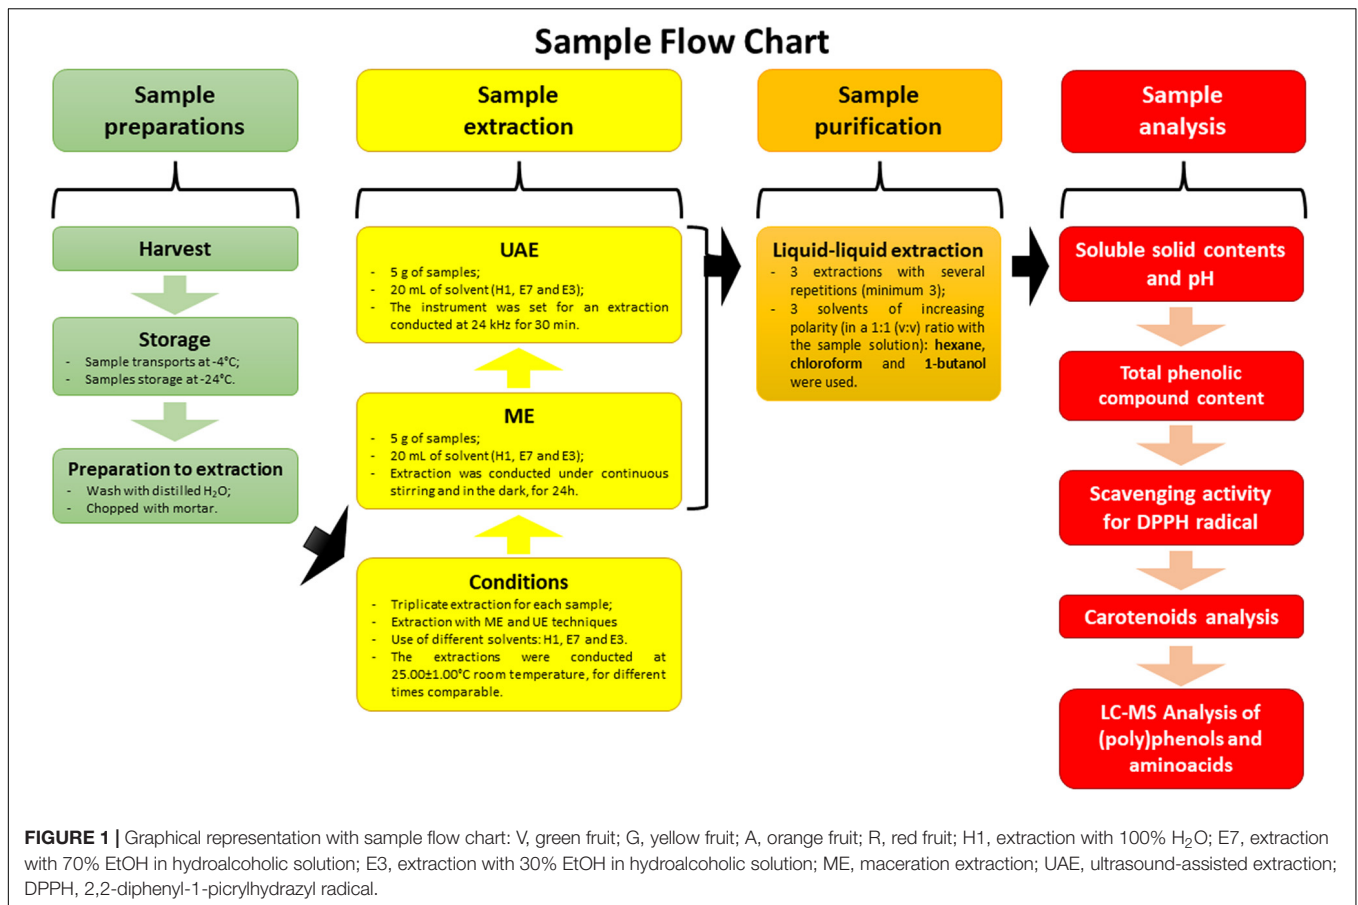 Sample Flow Chart
Sample
preparations
Harvest
Storage
- Sample transports at -4°C;
- Samples storage at -24°C.
Preparation to extraction
- Wash with distilled H₂O;
- Chopped with mortar.
Sample
extraction
UAE
- 5 g of samples;
- 20 mL of solvent (H1, E7 and E3);
- The instrument was set for an extraction
conducted at 24 kHz for 30 min.
ME
- 5 g of samples;
- 20 mL of solvent (H1, E7 and E3);
- Extraction was conducted under continuous
stirring and in the dark, for 24h.
Conditions
- Triplicate extraction for each sample;
- Extraction with ME and UE techniques
- Use of different solvents: H1, E7 and E3.
- The extractions were conducted at
25.00±1.00°C room temperature, for different
times comparable.
Sample
purification
Liquid-liquid extraction
- 3 extractions with several
repetitions (minimum 3);
- 3 solvents of increasing
polarity (in a 1:1 (v:v) ratio with
the sample solution): hexane,
chloroform and 1-butanol
were used.
Sample
analysis
Soluble solid contents
and pH
Total phenolic
compound content
Scavenging activity
for DPPH radical
Carotenoids analysis
LC-MS Analysis of
(poly)phenols and
aminoacids
FIGURE 1 | Graphical representation with sample flow chart: V, green fruit; G, yellow fruit; A, orange fruit; R, red fruit; H1, extraction with 100% H₂O; E7, extraction
with 70% EtOH in hydroalcoholic solution; E3, extraction with 30% EtOH in hydroalcoholic solution; ME, maceration extraction; UAE, ultrasound-assisted extraction;
DPPH, 2,2-diphenyl-1-picrylhydrazyl radical.